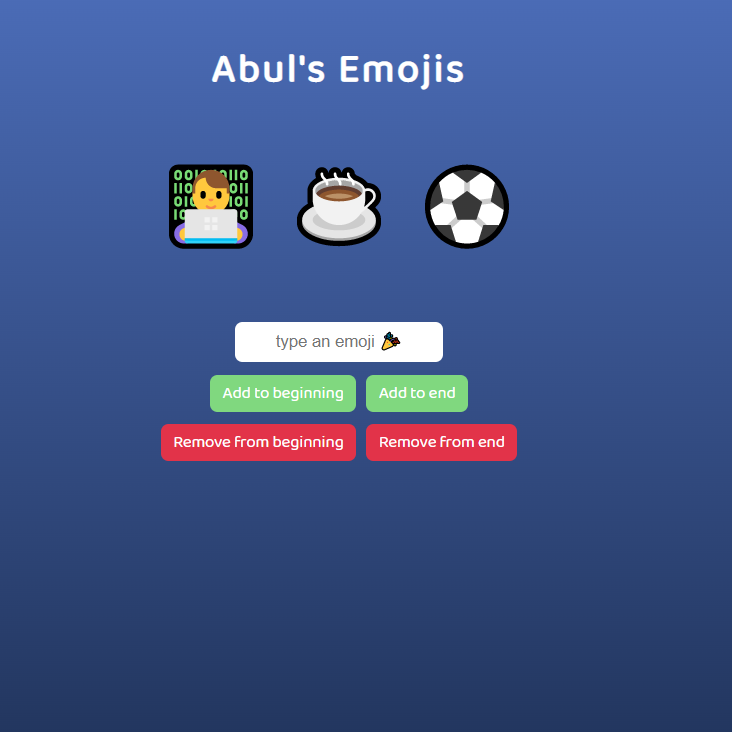 Abul's Emojis
type an emoji 🎉
Add to beginning
Add to end
Remove from beginning
Remove from end